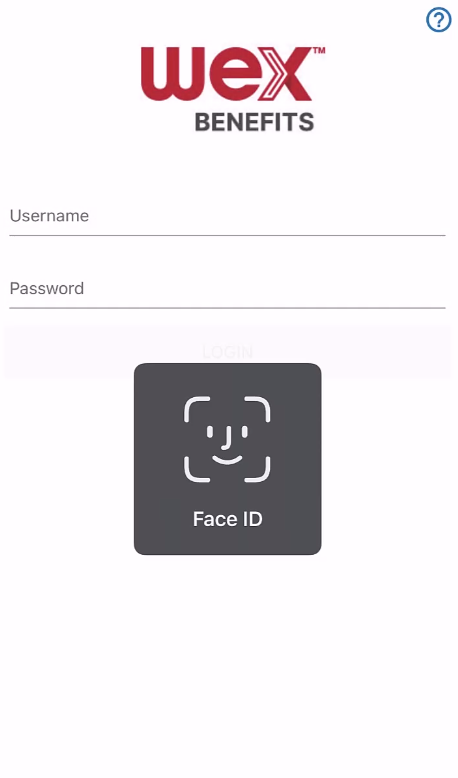 ?
wex™
BENEFITS
Username
Password
LOGIN
Face ID